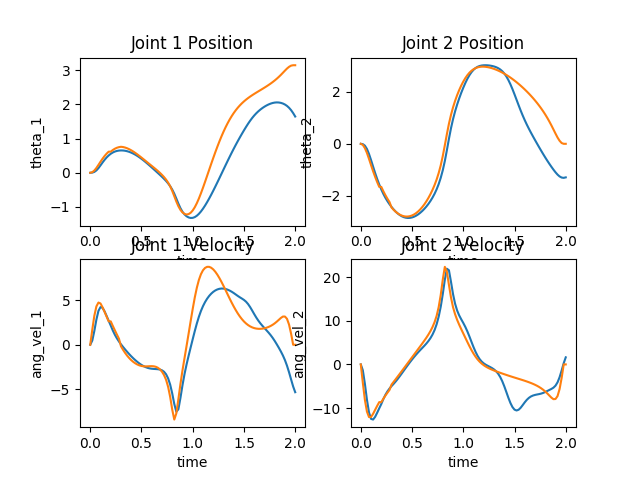 Joint 1 Position
Joint 2 Position
theta_1
3
2
1
0
−1
0.0 0.5 1.0 1.5 2.0
time
theta_2
2
0
−2
0.0 0.5 1.0 1.5 2.0
Joint 1 Velocity
Joint 2 Velocity
ang_vel_1
5
0
−5
0.0 0.5 1.0 1.5 2.0
time
ang_vel_2
20
10
0
−10
0.0 0.5 1.0 1.5 2.0
time